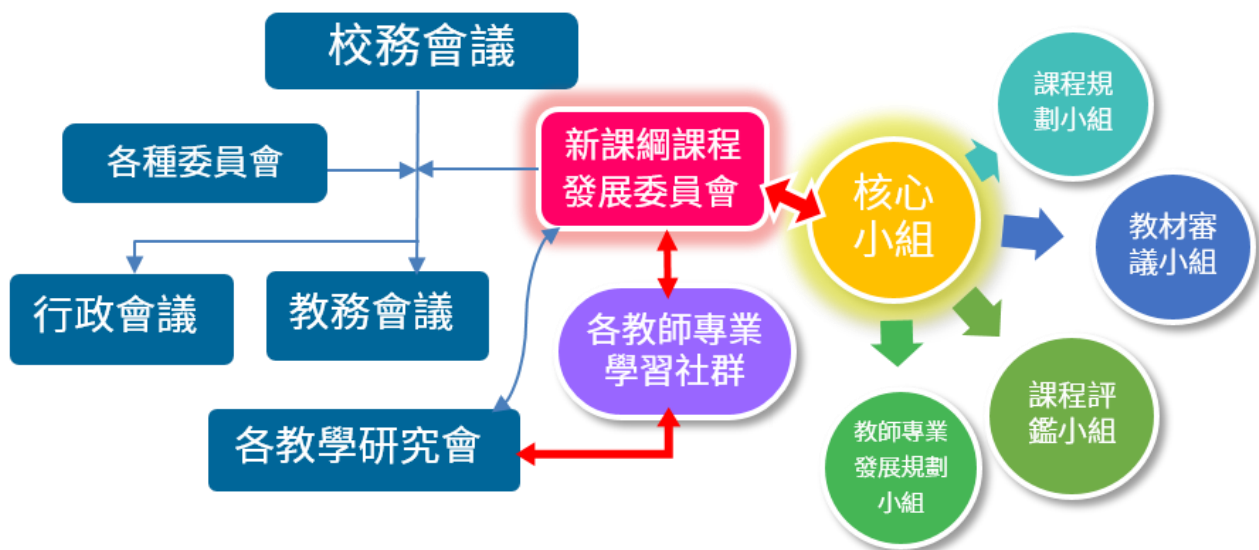 校務會議
各種委員會
行政會議
教務會議
各教學研究會
新課綱課程
發展委員會
各教師專業
學習社群
核心
小組
課程規
劃小組
教材審
議小組
課程評
鑑小組
教師專業
發展規劃
小組